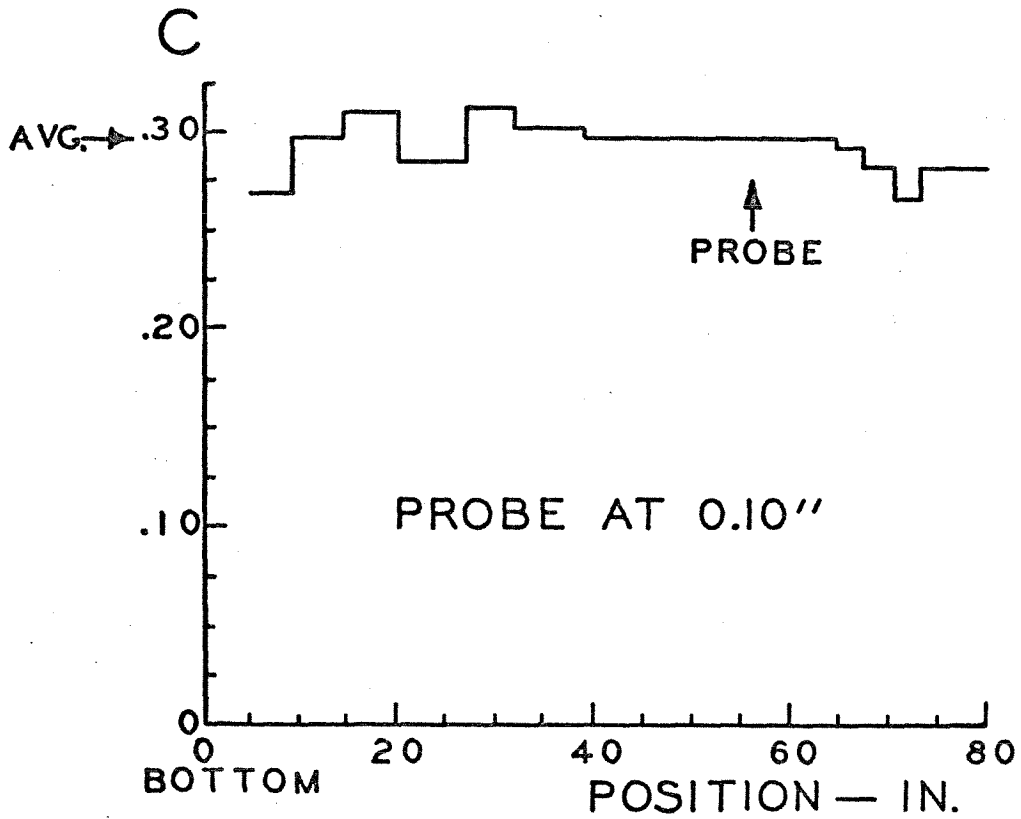 C
AVG.
.30
PROBE
.20
PROBE AT 0.10″
.10
0
0 20 40 60 80
BOTTOM
POSITION — IN.